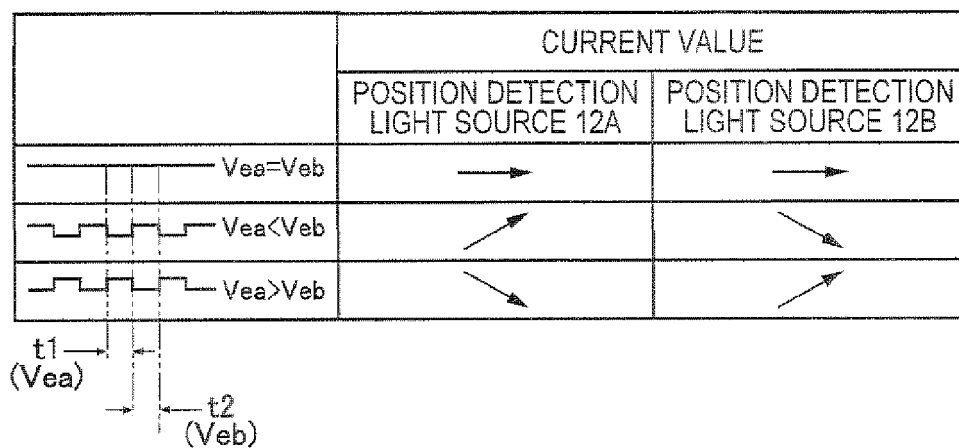 CURRENT VALUE
POSITION DETECTION LIGHT SOURCE 12A
POSITION DETECTION LIGHT SOURCE 12B
Vea=Veb
Vea<Veb
Vea>Veb
t1
(Vea)
t2
(Veb)